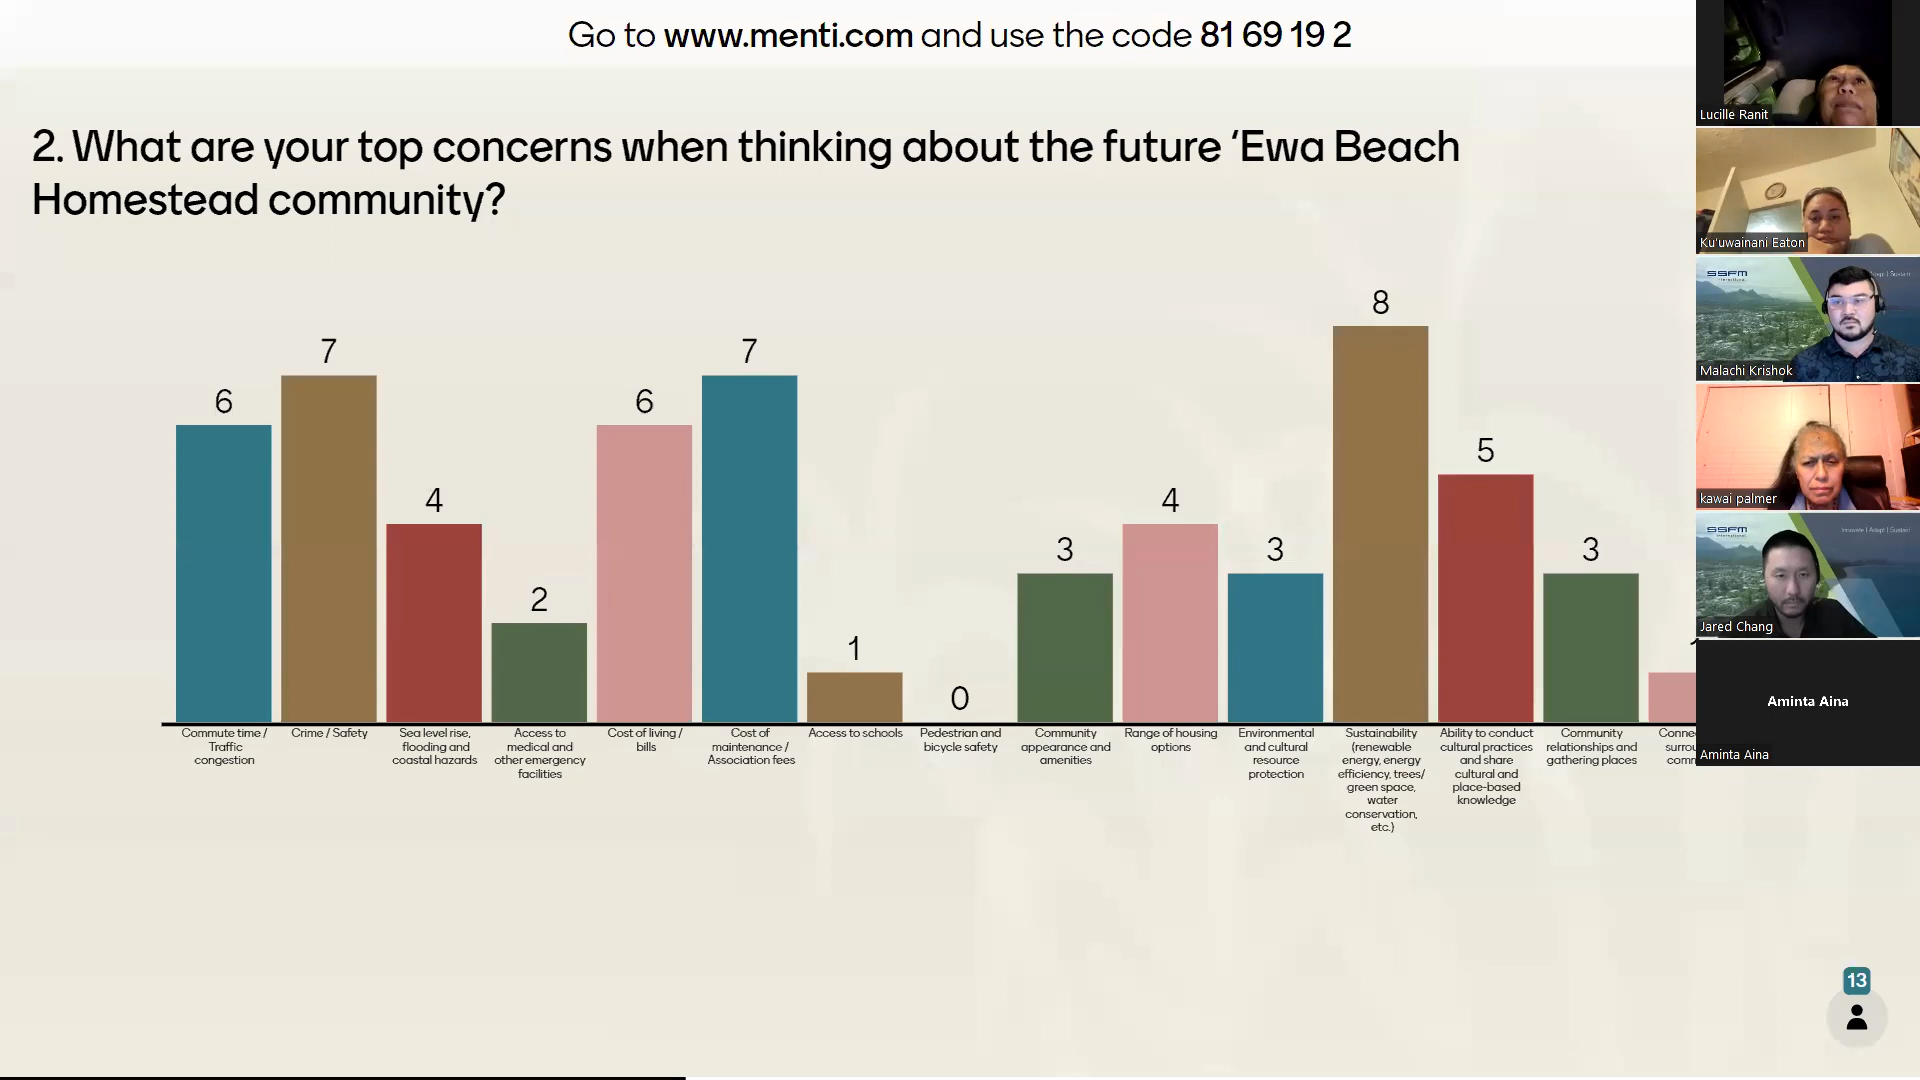 Go to www.menti.com and use the code 81 69 19 2
2. What are your top concerns when thinking about the future ‘Ewa Beach
Homestead community?
6
7
4
2
6
7
1
0
3
4
3
8
5
3
Commute time /
Traffic
congestion
Crime / Safety
Sea level rise,
flooding and
coastal hazards
Access to
medical and
other emergency
facilities
Cost of living /
bills
Cost of
maintenance /
Association fees
Access to schools
Pedestrian and
bicycle safety
Community
appearance and
amenities
Range of housing
options
Environmental
and cultural
resource
protection
Sustainability
(renewable
energy, energy
efficiency, trees/
green space,
water
conservation,
etc.)
Ability to conduct
cultural practices
and share
cultural and
place-based
knowledge
Community
relationships and
gathering places
Lucille Ranit
Ku'uwainani Eaton
SSFM
Malachi Krishok
kawai palmer
SSFM
International
Innovate | Adapt | Sustain
Jared Chang
Aminta Aina
Aminta Aina
13